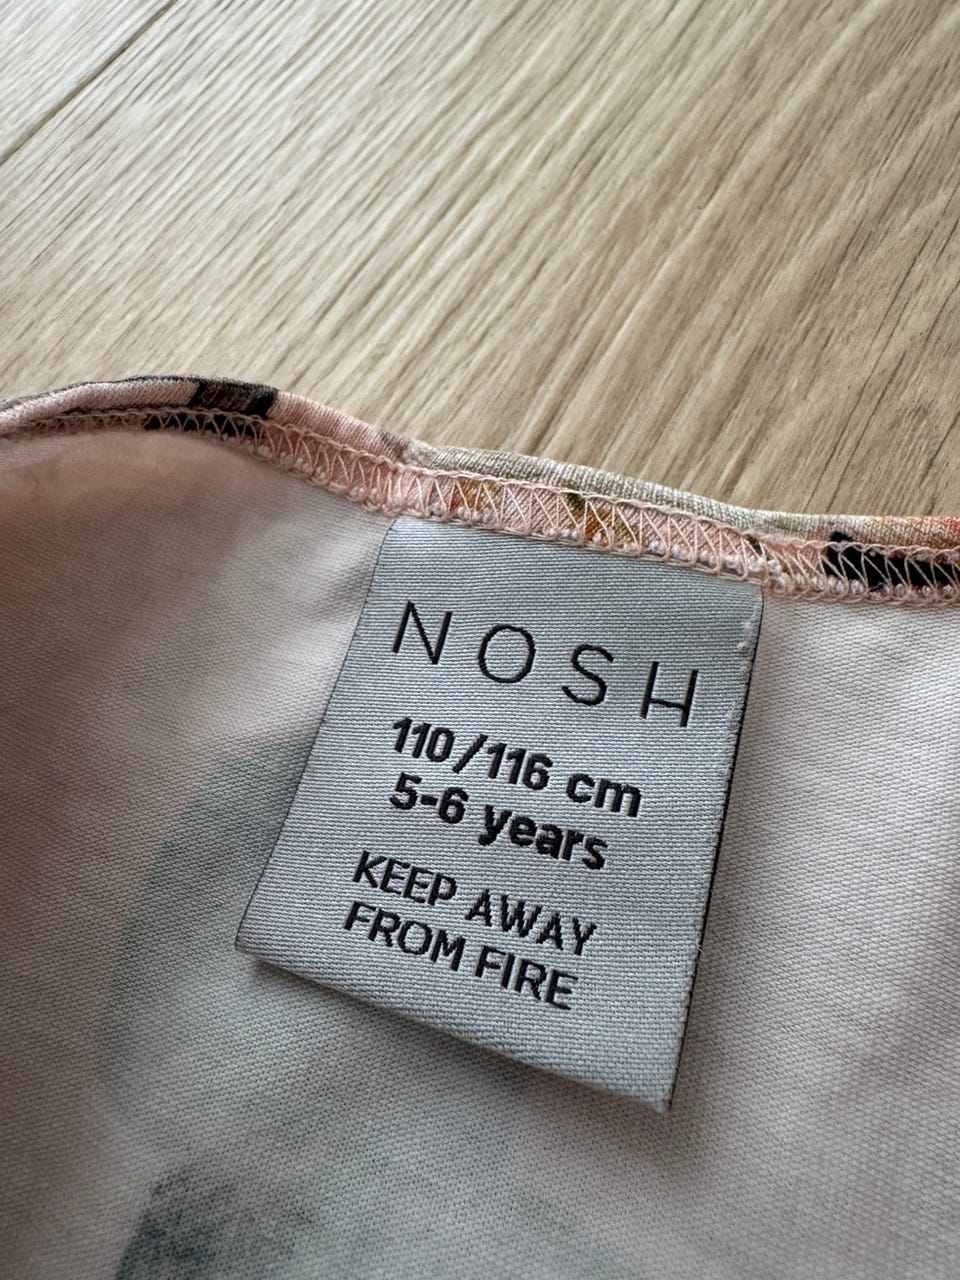 NOSH
110/116 cm
5-6 years
KEEP AWAY
FROM FIRE